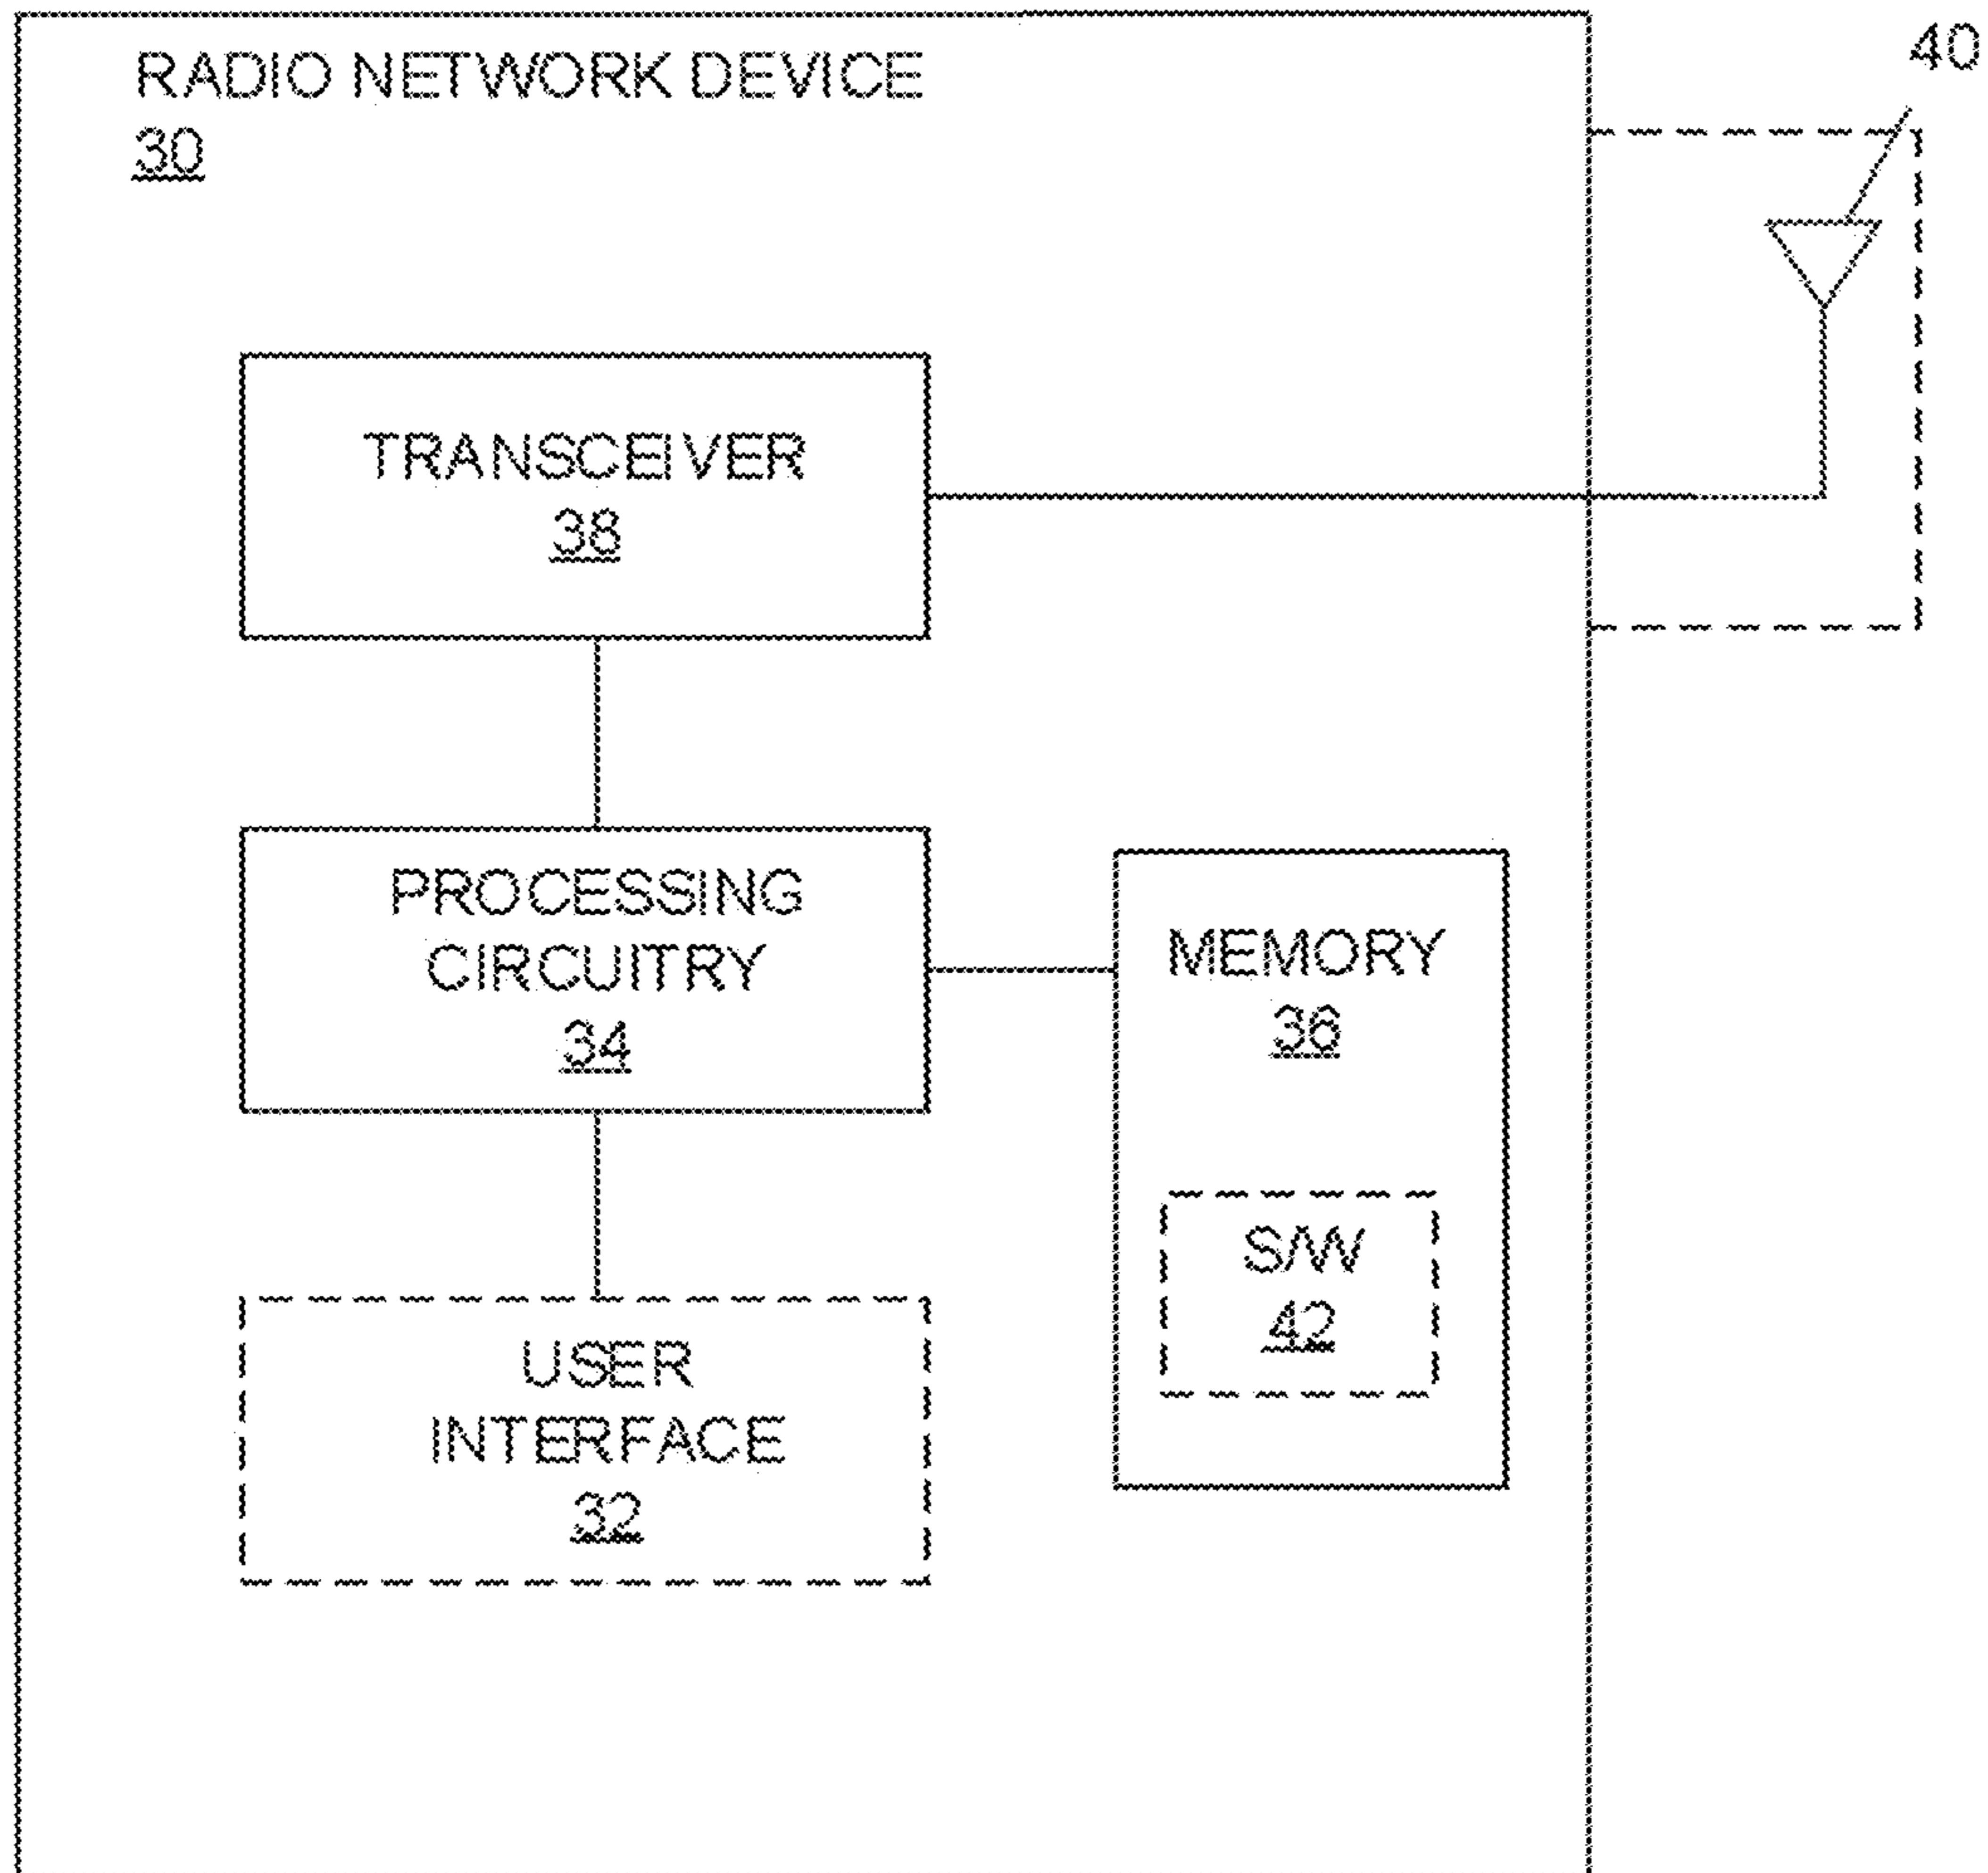 RADIO NETWORK DEVICE
30
40
TRANSCEIVER
38
PROCESSING
CIRCUITRY
34
MEMORY
36
S/W
42
USER
INTERFACE
32